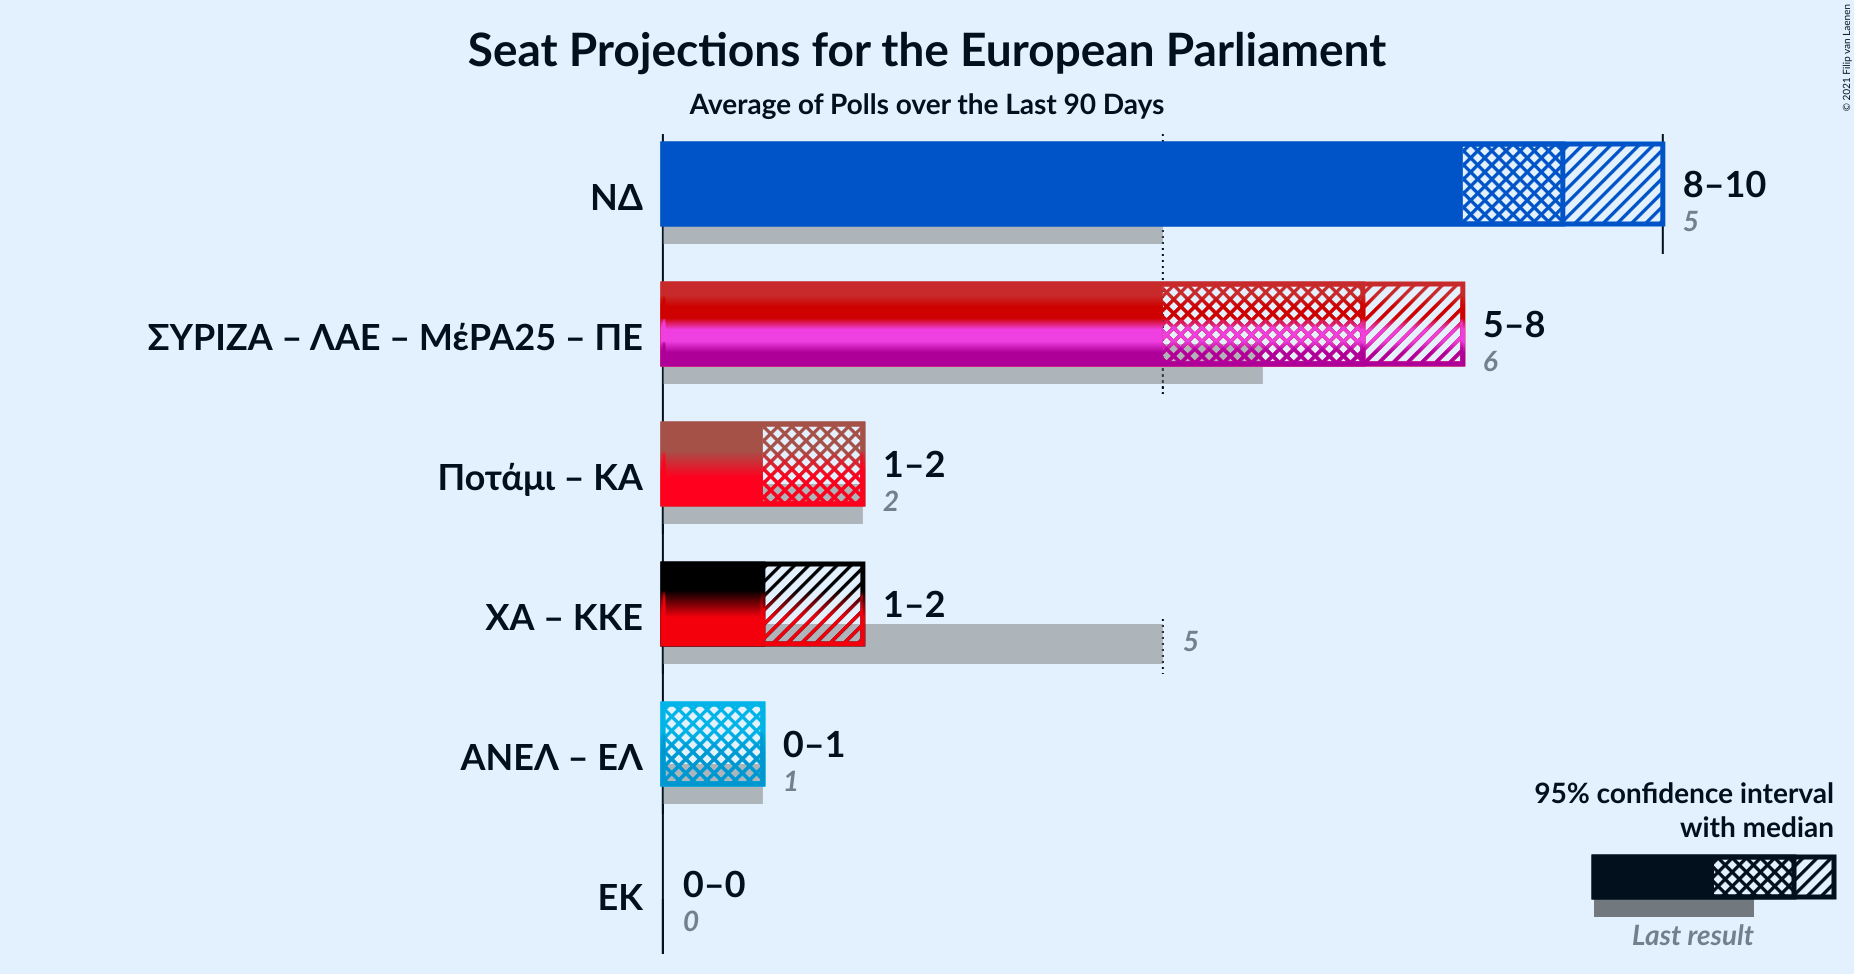 Seat Projections for the European Parliament
Average of Polls over the Last 90 Days
© 2021 Filip van Laenen
ΝΔ
8–10
5
ΣΥΡΙΖΑ – ΛΑΕ – ΜέΡΑ25 – ΠΕ
5–8
6
Ποτάμι – ΚΑ
1–2
2
ΧΑ – ΚΚΕ
1–2
5
ΑΝΕΛ – ΕΛ
0–1
1
ΕΚ
0–0
0
95% confidence interval
with median
Last result